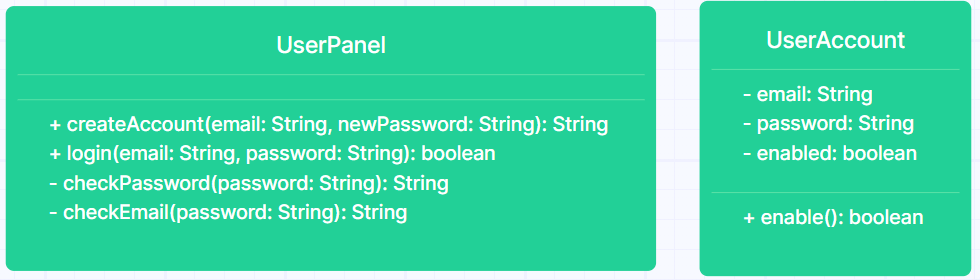 UserPanel
+ createAccount(email: String, newPassword: String): String
+ login(email: String, password: String): boolean
- checkPassword(password: String): String
- checkEmail(password: String): String
UserAccount
- email: String
- password: String
- enabled: boolean
+ enable(): boolean